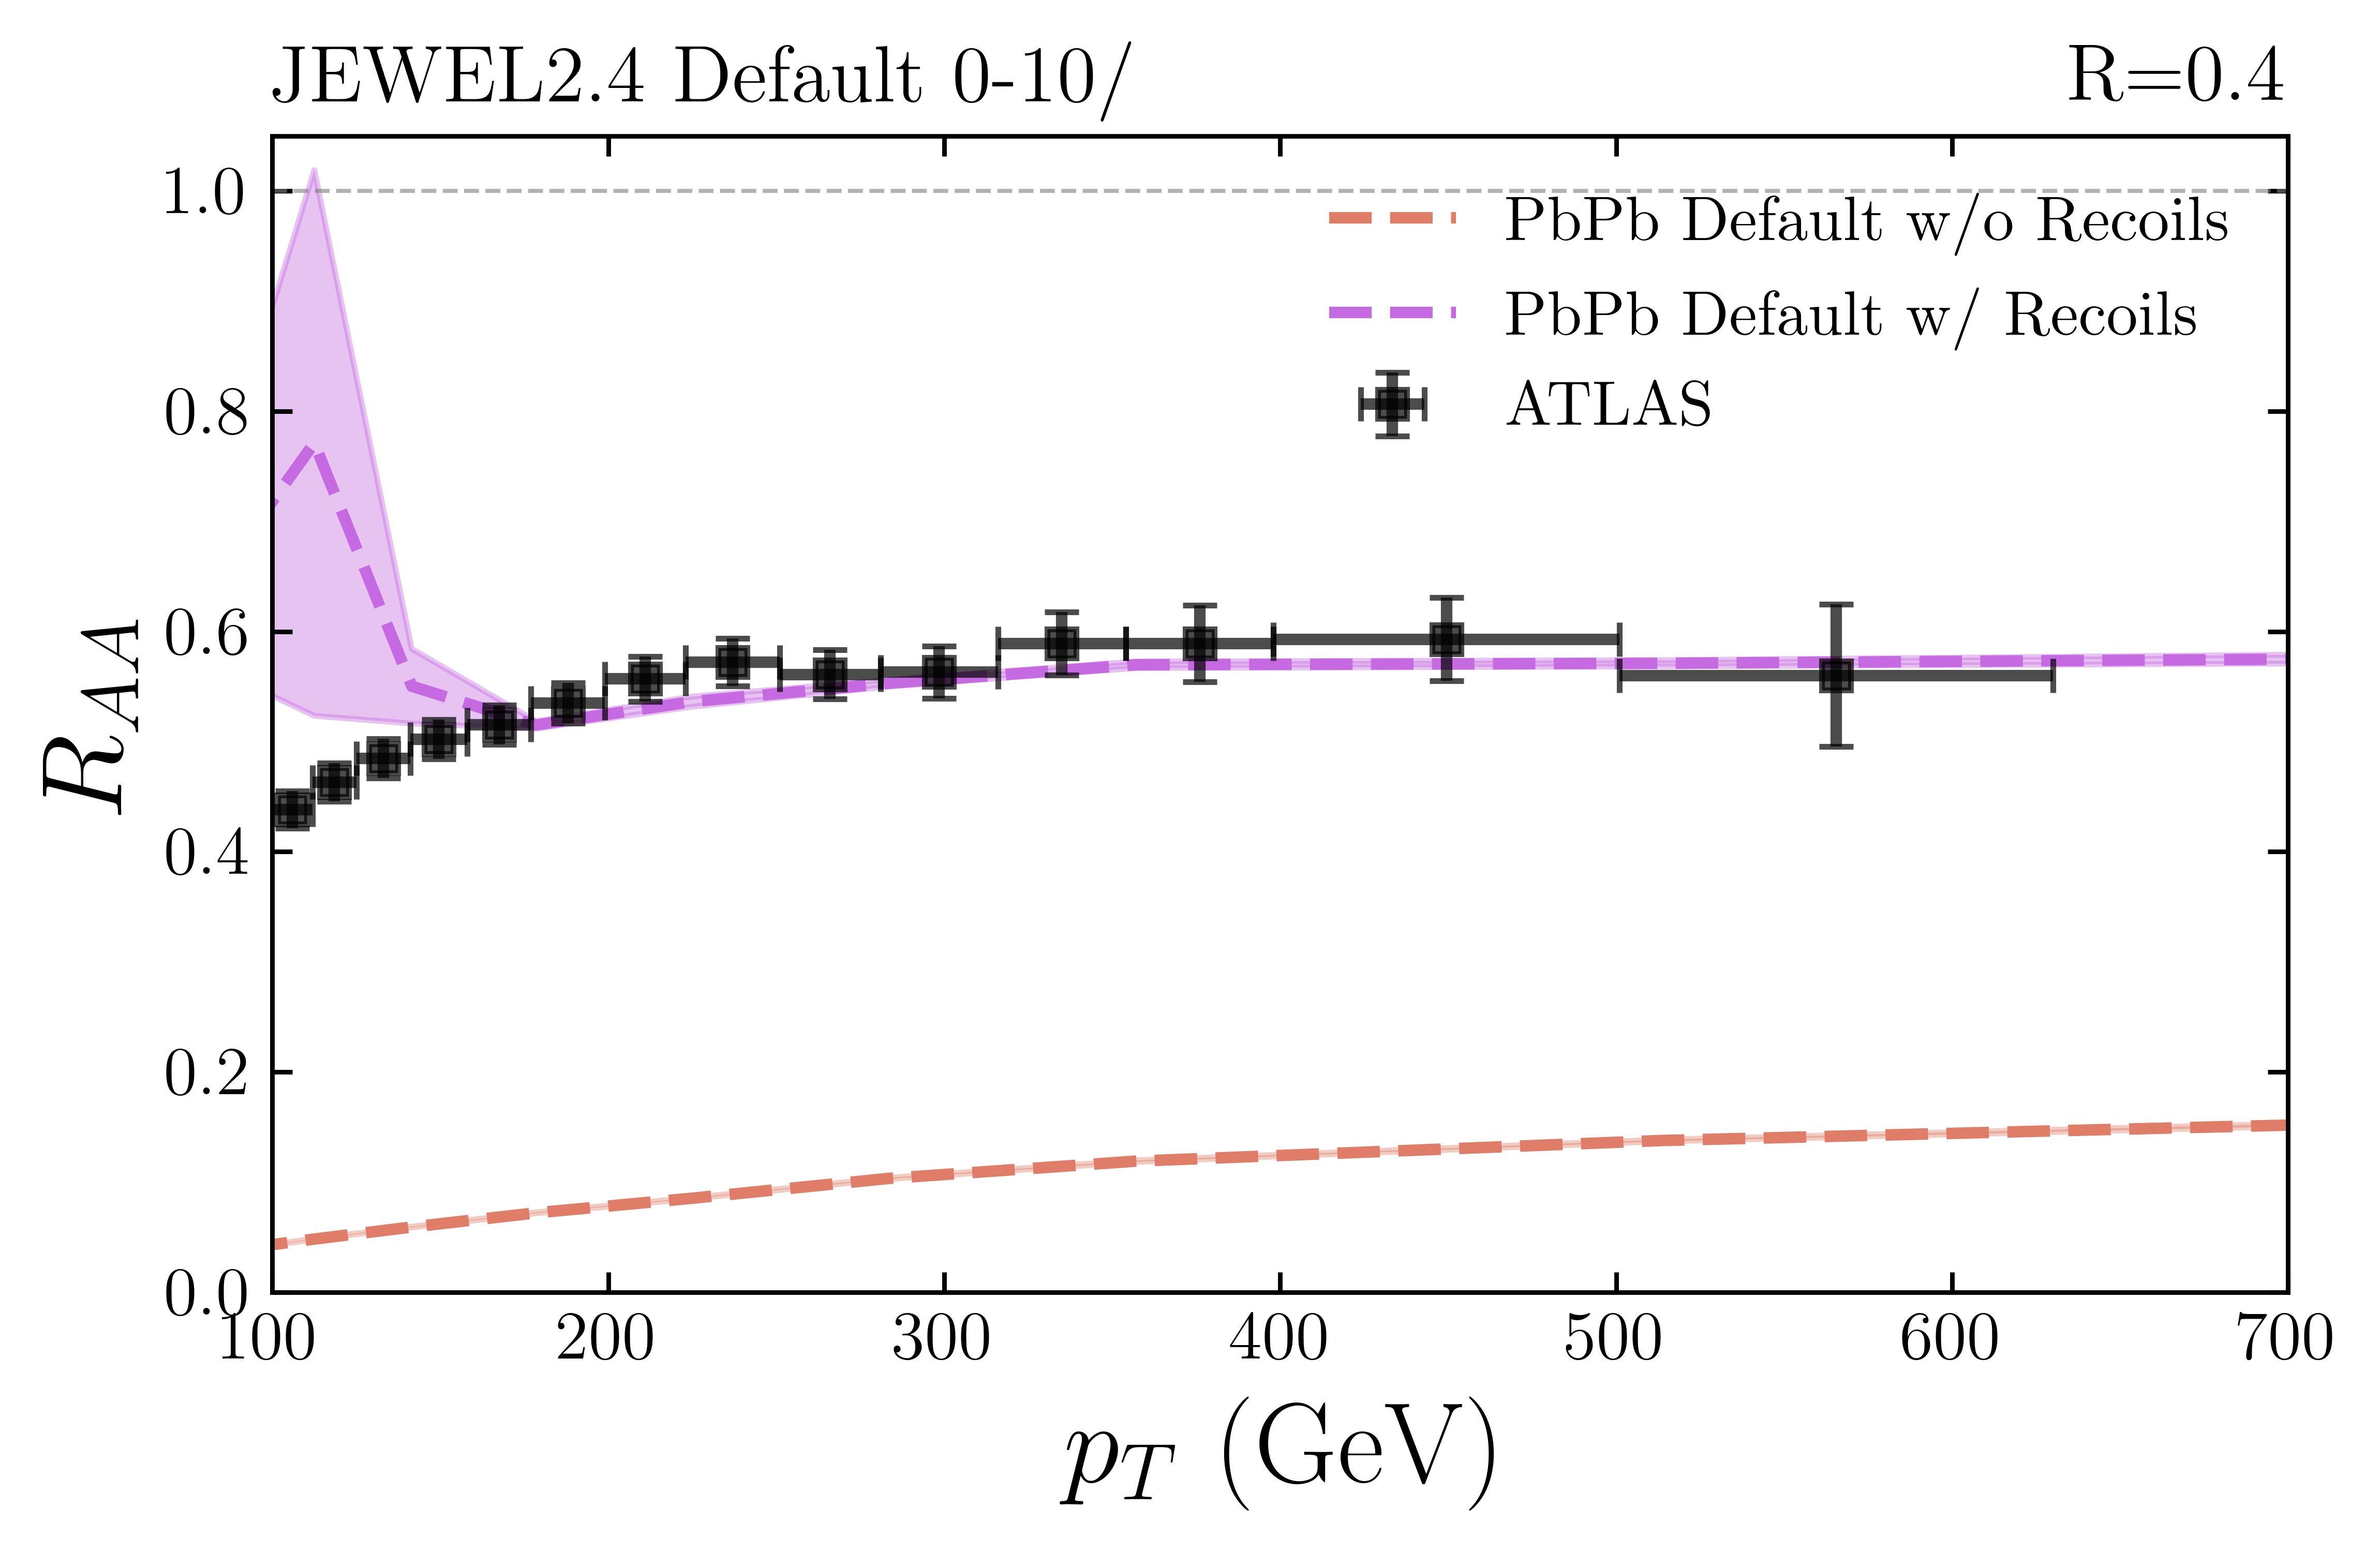 JEWEL2.4 Default 0-10/ R=0.4
1.0
0.8
0.6
0.4
0.2
0.0
R_{AA}
PbPb Default w/o Recoils
PbPb Default w/ Recoils
ATLAS
100 200 300 400 500 600 700
p_T (GeV)